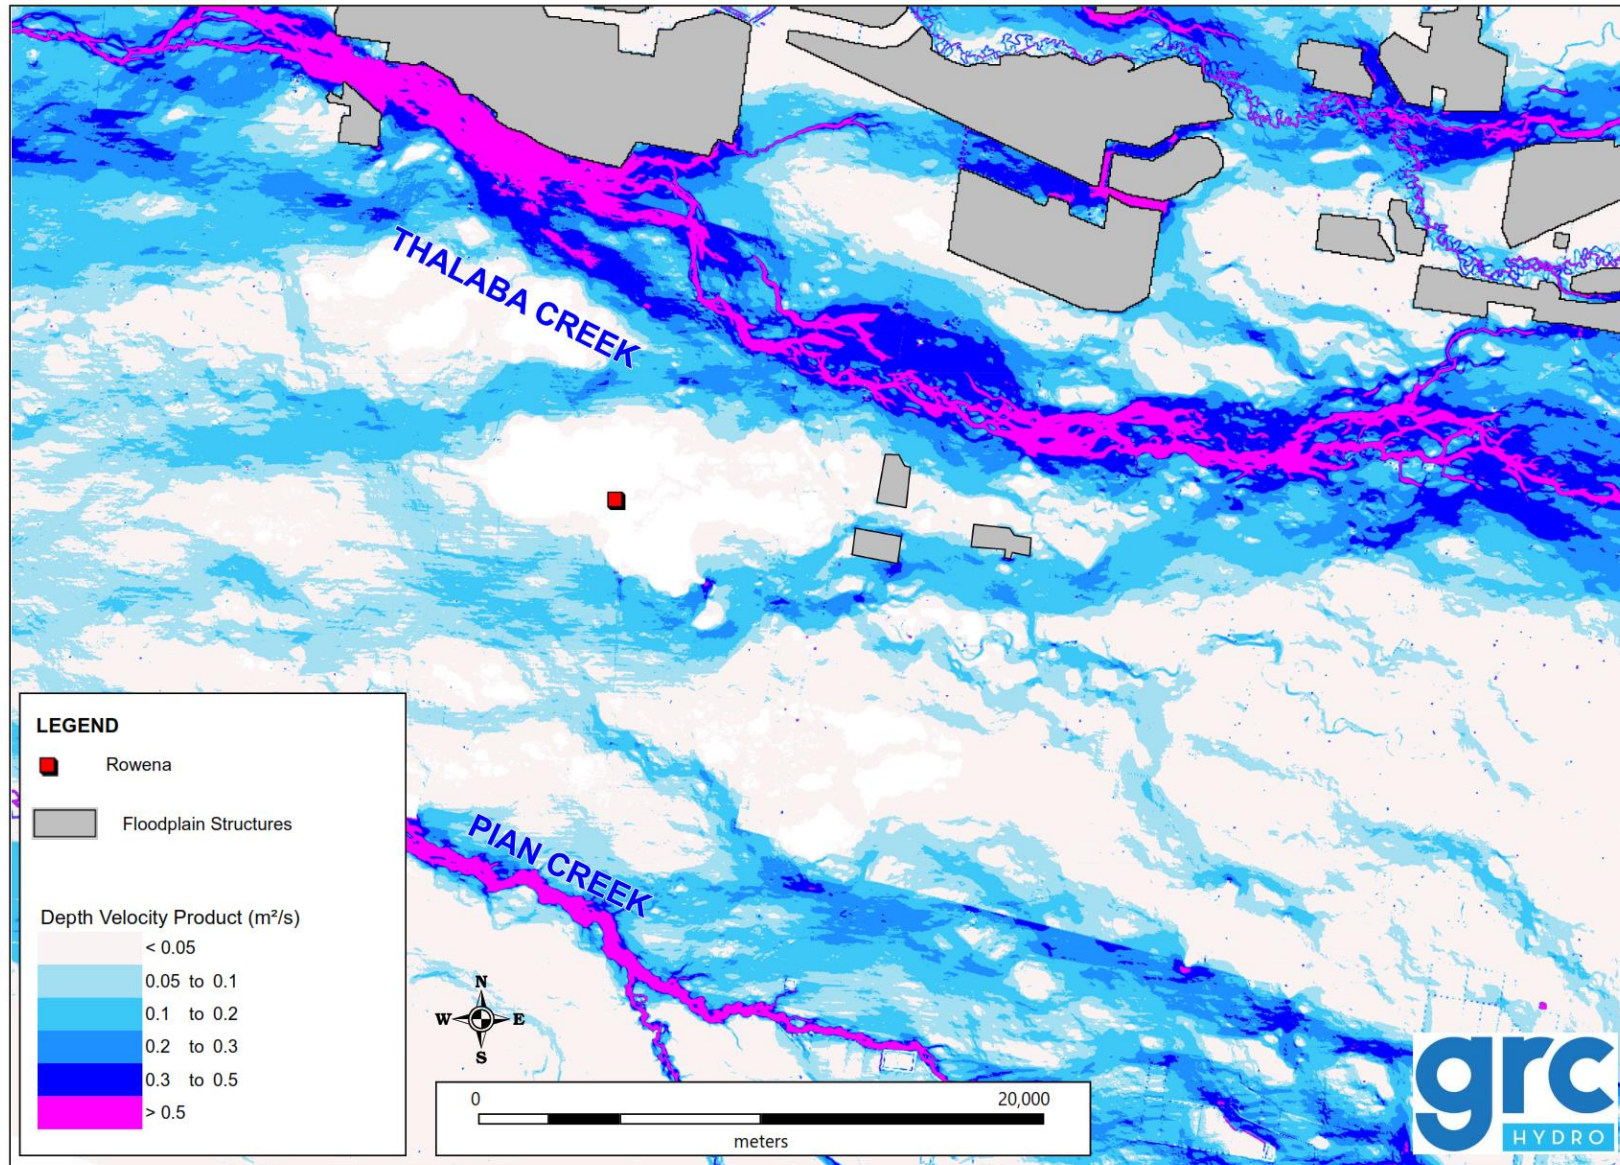 THALABA CREEK
PIAN CREEK
LEGEND
Rowena
Floodplain Structures
Depth Velocity Product (m²/s)
< 0.05
0.05 to 0.1
0.1 to 0.2
0.2 to 0.3
0.3 to 0.5
> 0.5
N
W E
S
0 20,000
meters
grc
HYDRO